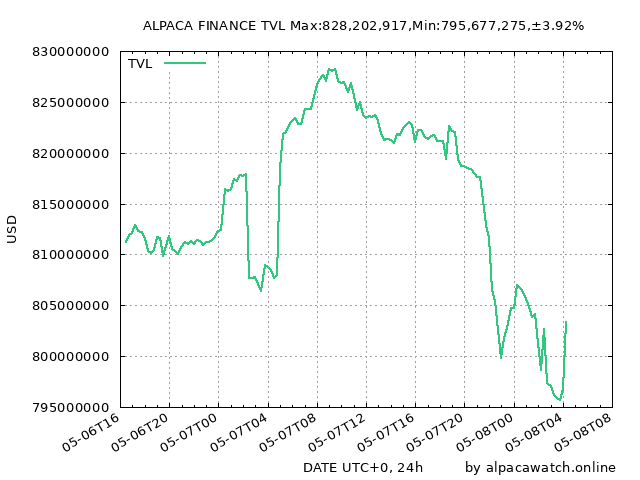 ALPACA FINANCE TVL Max:828,202,917,Min:795,677,275,±3.92%
TVL
830000000
825000000
820000000
815000000
810000000
805000000
800000000
795000000
USD
05-06T16
05-06T20
05-07T00
05-07T04
05-07T08
05-07T12
05-07T16
05-07T20
05-08T00
05-08T04
05-08T08
DATE UTC+0, 24h
by alpacawatch.online